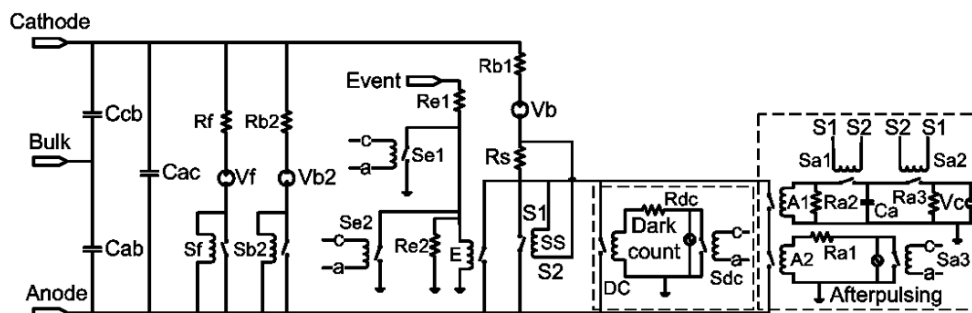 Cathode
Bulk
Anode
Ccb
Cab
Cac
Rf
Vf
Sf
Rb2
Vb2
Sb2
Event
Re1
c
a
Se1
Se2
c
a
Re2
E
Rb1
Vb
Rs
S1
SS
S2
Rdc
Dark
count
DC
c
a
Sdc
S1 S2 S2 S1
Sa1
Sa2
A1
Ra2
Ca
Ra3
Vc
A2
Ra1
c
a
Sa3
Afterpulsing